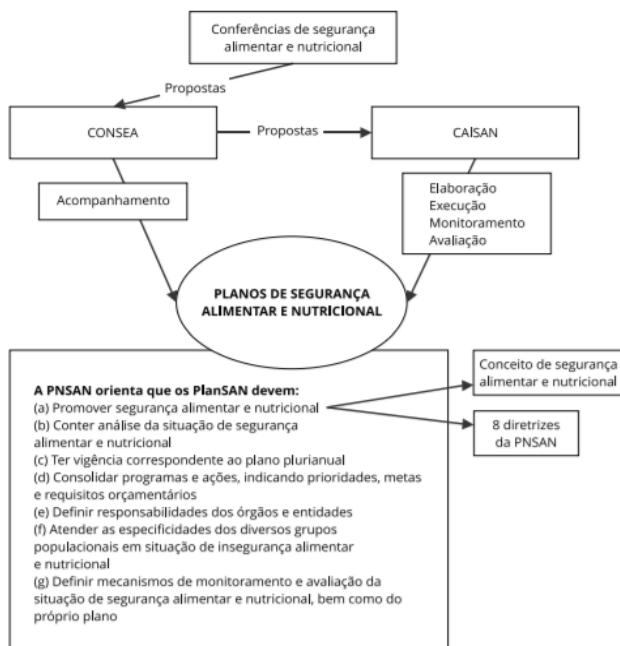 Conferências de segurança
alimentar e nutricional
Propostas
CONSEA
Propostas
CAISAN
Acompanhamento
Elaboração
Execução
Monitoramento
Avaliação
PLANOS DE SEGURANÇA
ALIMENTAR E NUTRICIONAL
A PNSAN orienta que os PlanSAN devem:
(a) Promover segurança alimentar e nutricional
(b) Conter análise da situação de segurança
alimentar e nutricional
(c) Ter vigência correspondente ao plano plurianual
(d) Consolidar programas e ações, indicando prioridades, metas
e requisitos orçamentários
(e) Definir responsabilidades dos órgãos e entidades
(f) Atender as especificidades dos diversos grupos
populacionais em situação de insegurança alimentar
e nutricional
(g) Definir mecanismos de monitoramento e avaliação da
situação de segurança alimentar e nutricional, bem como do
próprio plano
Conceito de segurança
alimentar e nutricional
8 diretrizes
da PNSAN